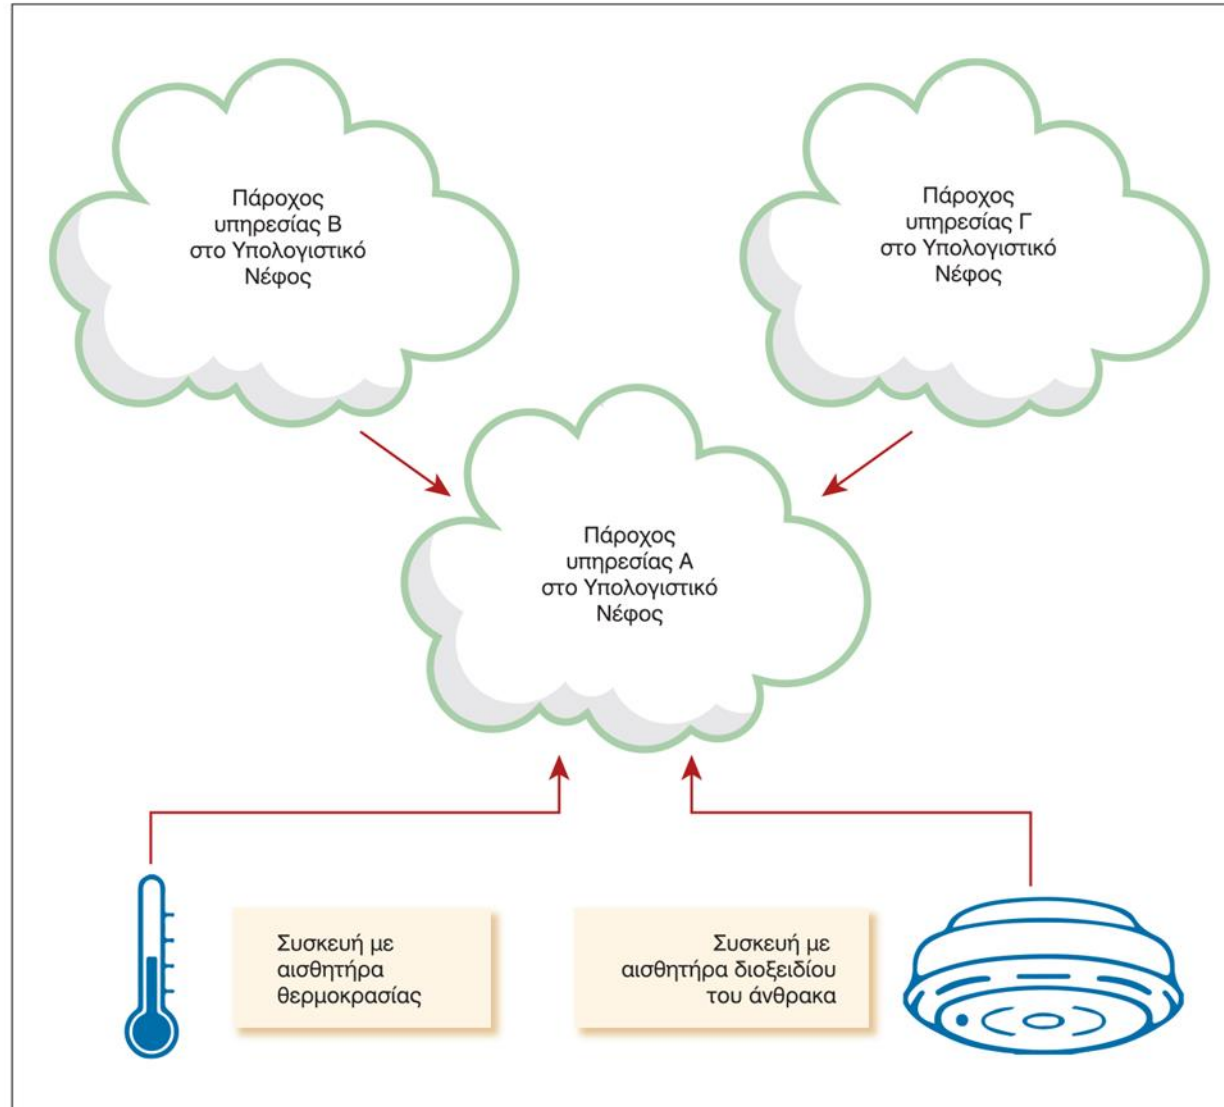 Πάροχος
υπηρεσίας Β
στο Υπολογιστικό
Νέφος
Πάροχος
υπηρεσίας Γ
στο Υπολογιστικό
Νέφος
Πάροχος
υπηρεσίας Α
στο Υπολογιστικό
Νέφος
Συσκευή με
αισθητήρα
θερμοκρασίας
Συσκευή με
αισθητήρα διοξειδίου
του άνθρακα